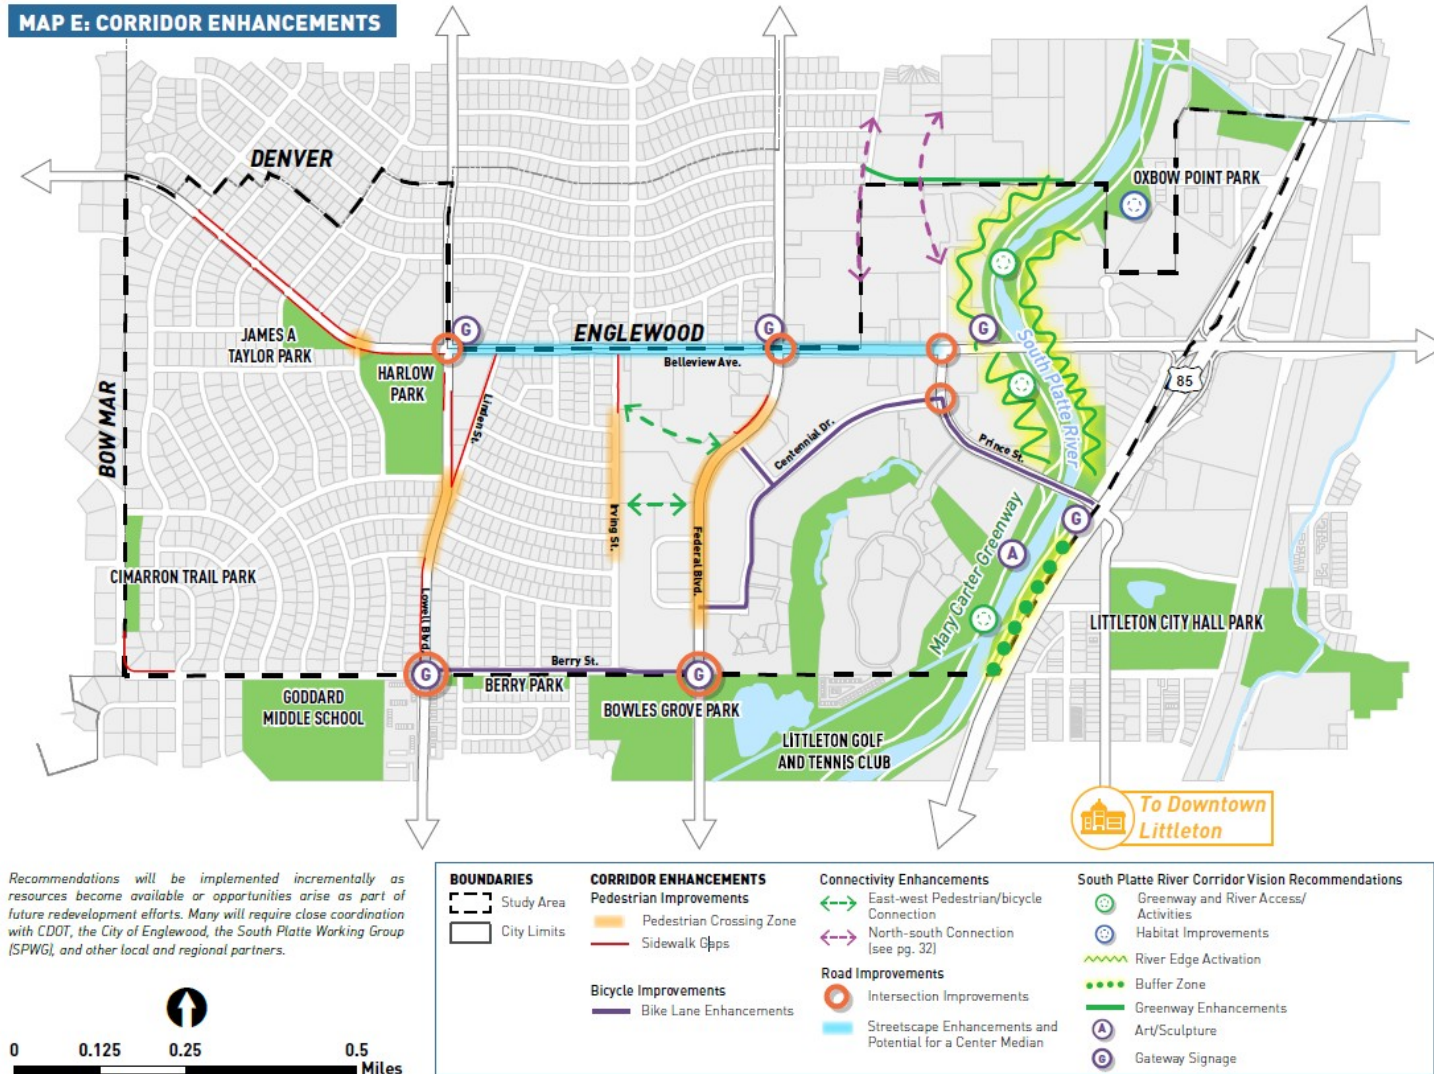 MAP E: CORRIDOR ENHANCEMENTS
DENVER
OXBOW POINT PARK
ENGLEWOOD
G
G
G
JAMES A
TAYLOR PARK
Belleview Ave.
HARLOW
PARK
South Platte River
85
BOW MAR
Linden St.
Centennial Dr.
Prince St.
Irving St.
Federal Blvd.
Mary Carter Greenway
G
A
CIMARRON TRAIL PARK
Lowell Blvd.
LITTLETON CITY HALL PARK
Berry St.
G
G
BERRY PARK
GODDARD
MIDDLE SCHOOL
BOWLES GROVE PARK
LITTLETON GOLF
AND TENNIS CLUB
To Downtown
Littleton
Recommendations will be implemented incrementally as
resources become available or opportunities arise as part of
future redevelopment efforts. Many will require close coordination
with CDOT, the City of Englewood, the South Platte Working Group
(SPWG), and other local and regional partners.
0 0.125 0.25 0.5
Miles
BOUNDARIES
Study Area
City Limits
CORRIDOR ENHANCEMENTS
Pedestrian Improvements
Pedestrian Crossing Zone
Sidewalk Gaps
Bicycle Improvements
Bike Lane Enhancements
Connectivity Enhancements
East-west Pedestrian/bicycle
Connection
North-south Connection
(see pg. 32)
Road Improvements
Intersection Improvements
Streetscape Enhancements and
Potential for a Center Median
South Platte River Corridor Vision Recommendations
Greenway and River Access/
Activities
Habitat Improvements
River Edge Activation
Buffer Zone
Greenway Enhancements
A Art/Sculpture
G Gateway Signage